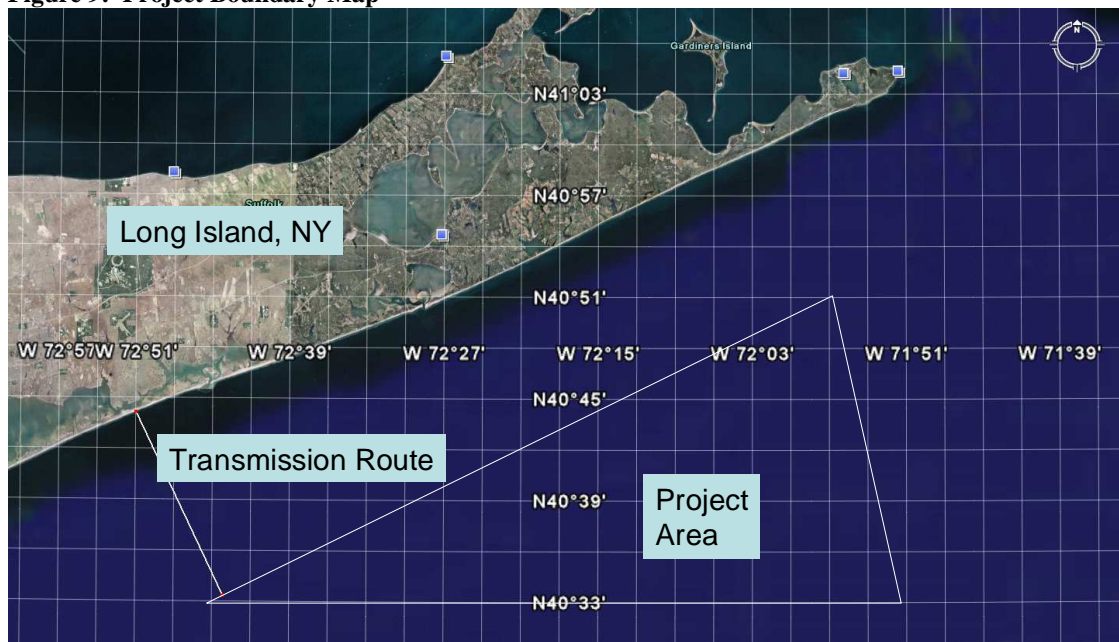 Figure 9. Project Boundary Map
Gardiners Island
N
N41°03'
N40°57'
Suffolk
Long Island, NY
N40°51'
W 72°57' W 72°51' W 72°39' W 72°27' W 72°15' W 72°03' W 71°51' W 71°39'
N40°45'
Transmission Route
N40°39'
Project
Area
N40°33'